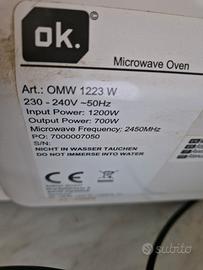 ok.
Microwave Oven
Art.: OMW 1223 W
230 - 240V ~50Hz
Input Power: 1200W
Output Power: 700W
Microwave Frequency: 2450MHz
PO: 7000007050
S/N:
NICHT IN WASSER TAUCHEN
DO NOT IMMERSE INTO WATER
CE
subito